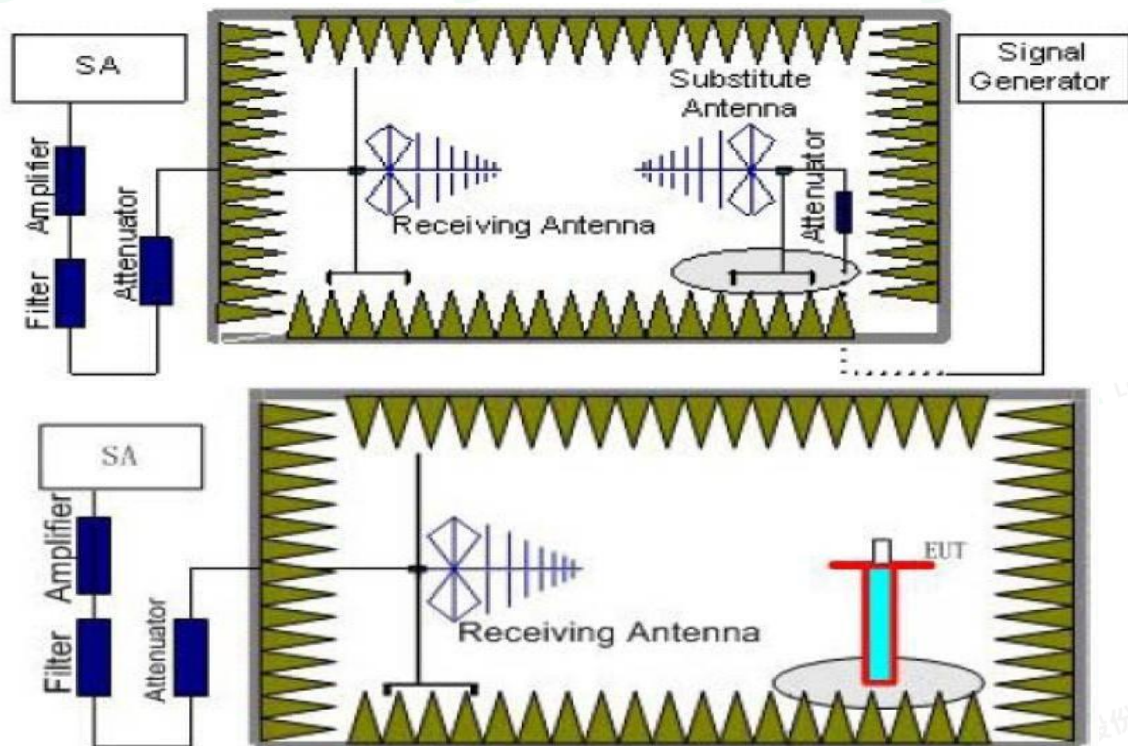 SA
Signal
Generator
Substitute
Antenna
Amplifier
Attenuator
Filter
Receiving Antenna
Attenuator
SA
Amplifier
EUT
Receiving Antenna
Filter
Attenuator